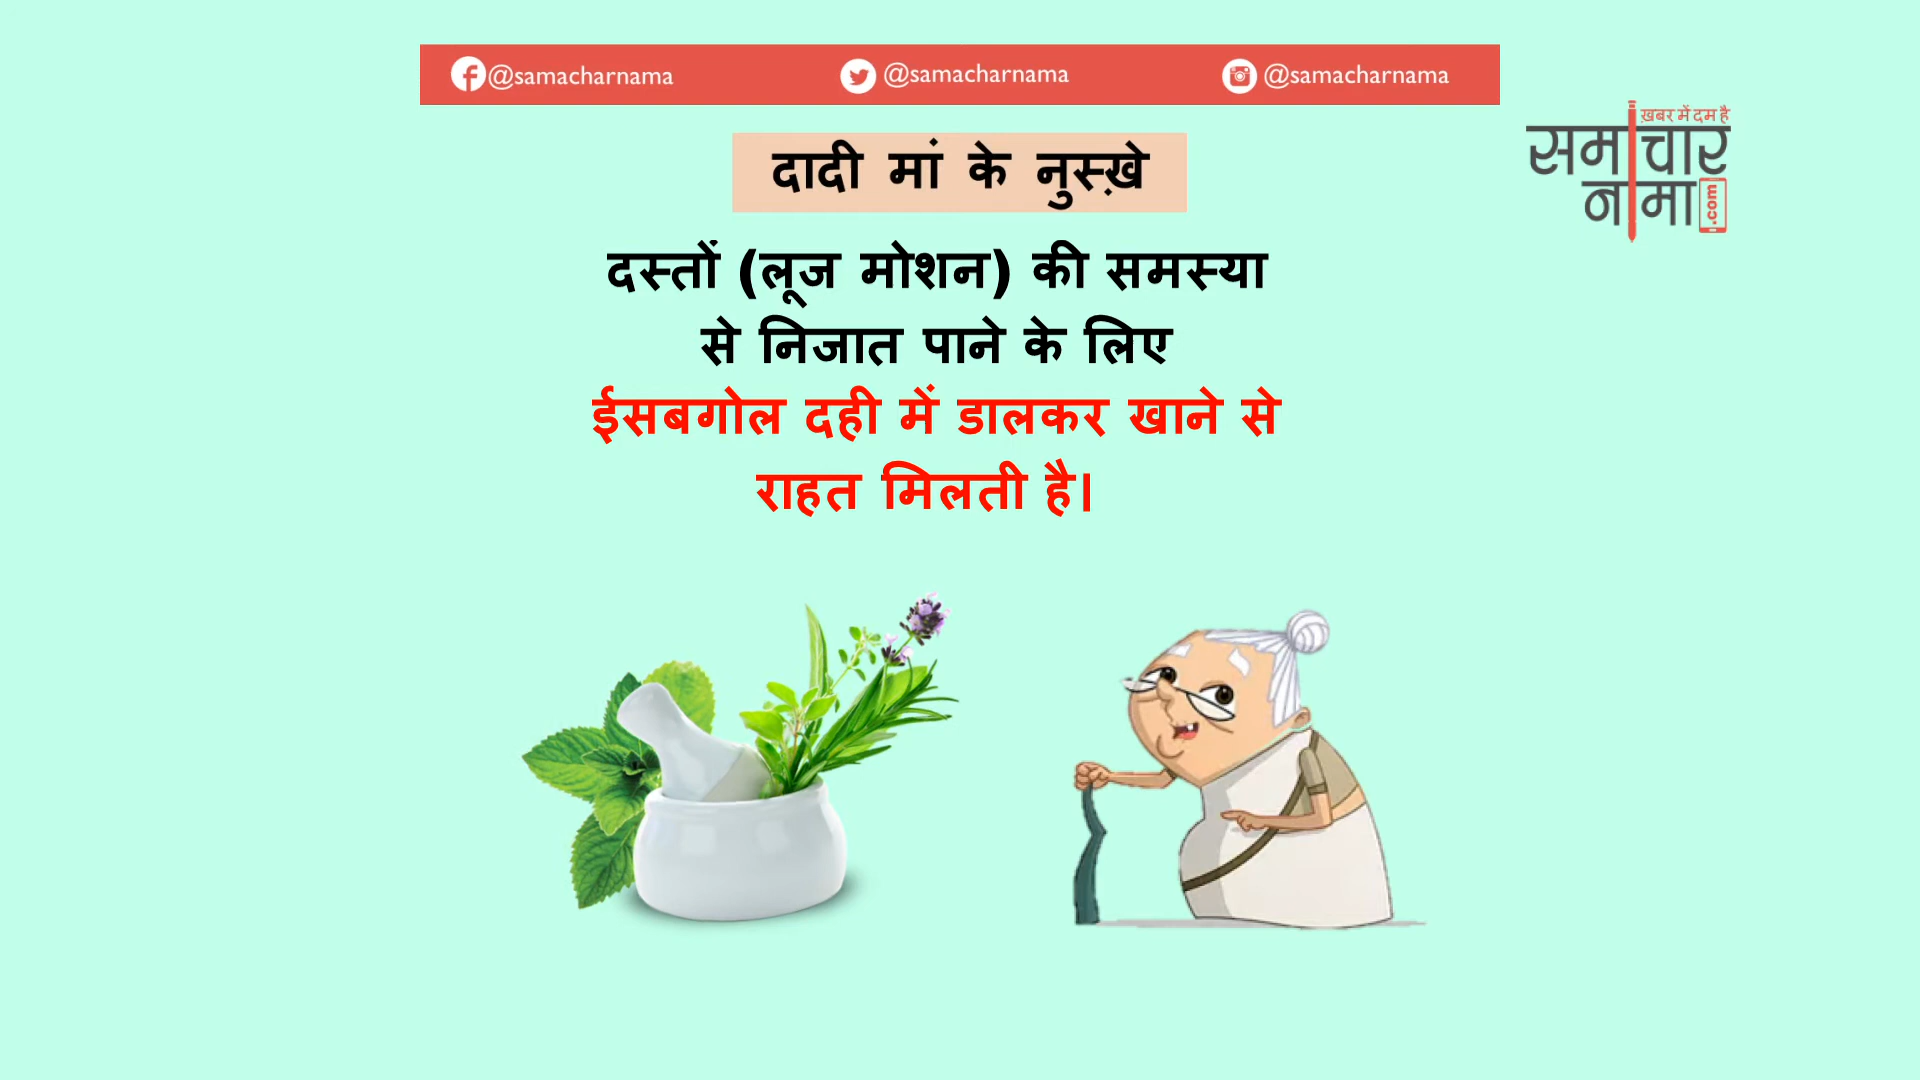 @samacharnama @samacharnama @samacharnama
ख़बर में दम है
समाचार
नामा.com
दादी मां के नुस्ख़े
दस्तों (लूज मोशन) की समस्या
से निजात पाने के लिए
ईसबगोल दही में डालकर खाने से
राहत मिलती है।